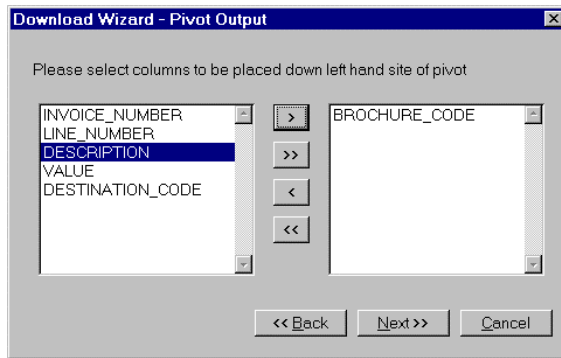 Download Wizard - Pivot Output
Please select columns to be placed down left hand site of pivot
INVOICE_NUMBER
LINE_NUMBER
DESCRIPTION
VALUE
DESTINATION_CODE
>
>>
<
<<
BROCHURE_CODE
<< Back
Next >>
Cancel